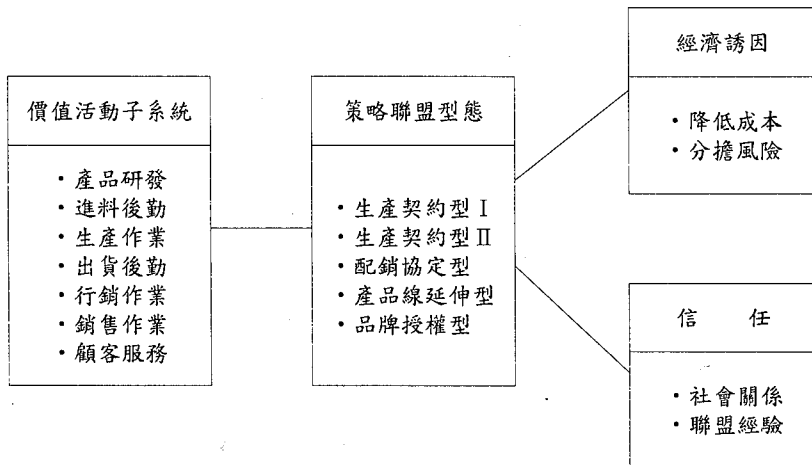 價值活動子系統
・產品研發
・進料後勤
・生產作業
・出貨後勤
・行銷作業
・銷售作業
・顧客服務
策略聯盟型態
・生產契約型Ⅰ
・生產契約型Ⅱ
・配銷協定型
・產品線延伸型
・品牌授權型
經濟誘因
・降低成本
・分擔風險
信 任
・社會關係
・聯盟經驗